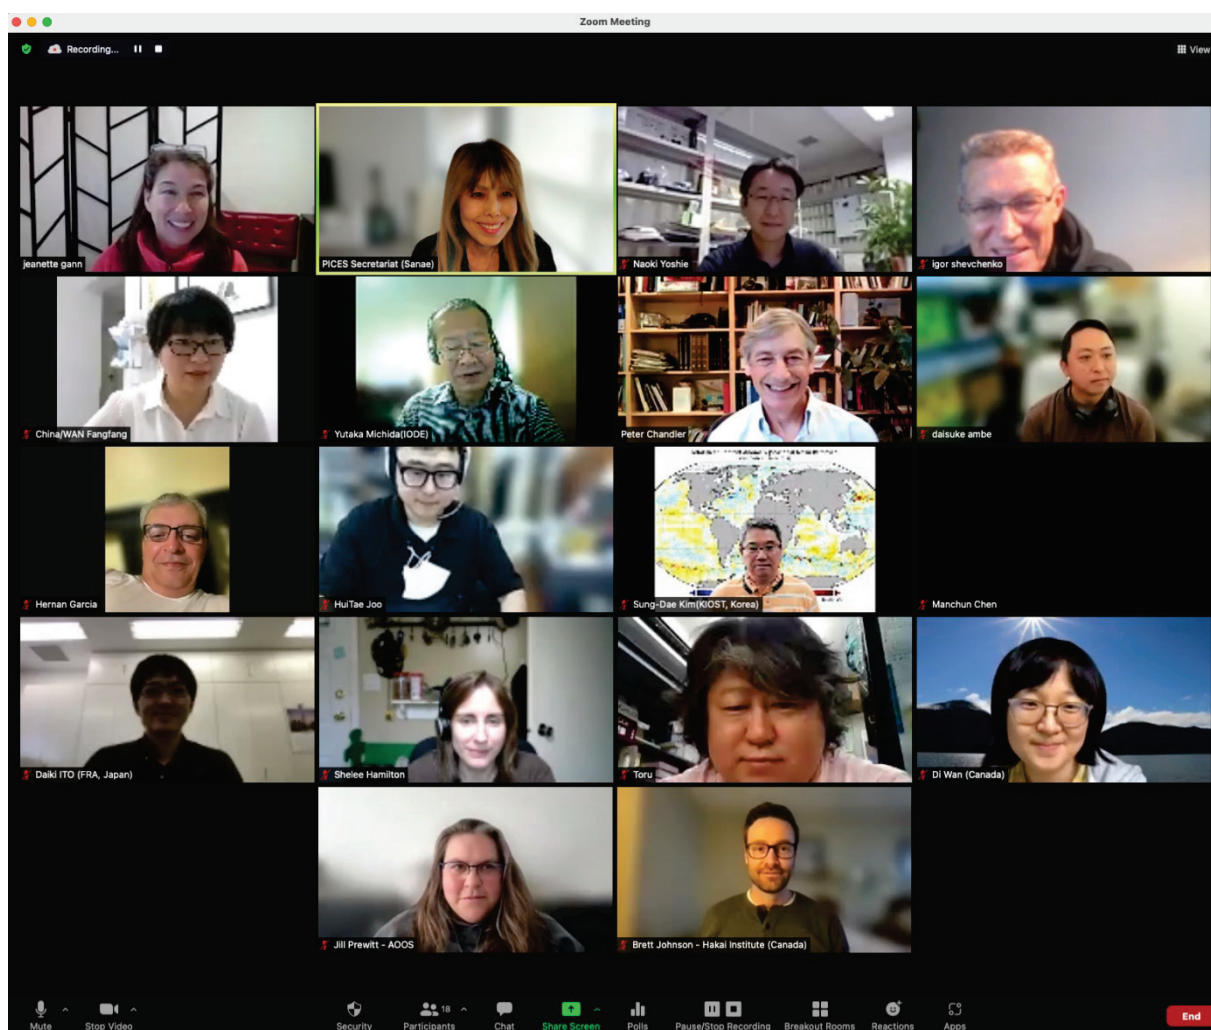 Zoom Meeting
Recording...
View
jeanette gann
PICES Secretariat (Sanae)
Naoki Yoshie
igor shevchenko
China/WAN Fangfang
Yutaka Michida(IODE)
Peter Chandler
daisuke ambe
Hernan Garcia
HuiTae Joo
Sung-Dae Kim(KIOST, Korea)
Manchun Chen
Daiki ITO (FRA, Japan)
Shelee Hamilton
Toru
Di Wan (Canada)
Jill Prewitt - AOOS
Brett Johnson - Hakai Institute (Canada)
Mute
Stop Video
Security
18
Participants
Chat
Share Screen
Polls
Pause/Stop Recording
Breakout Rooms
Reactions
Apps
End